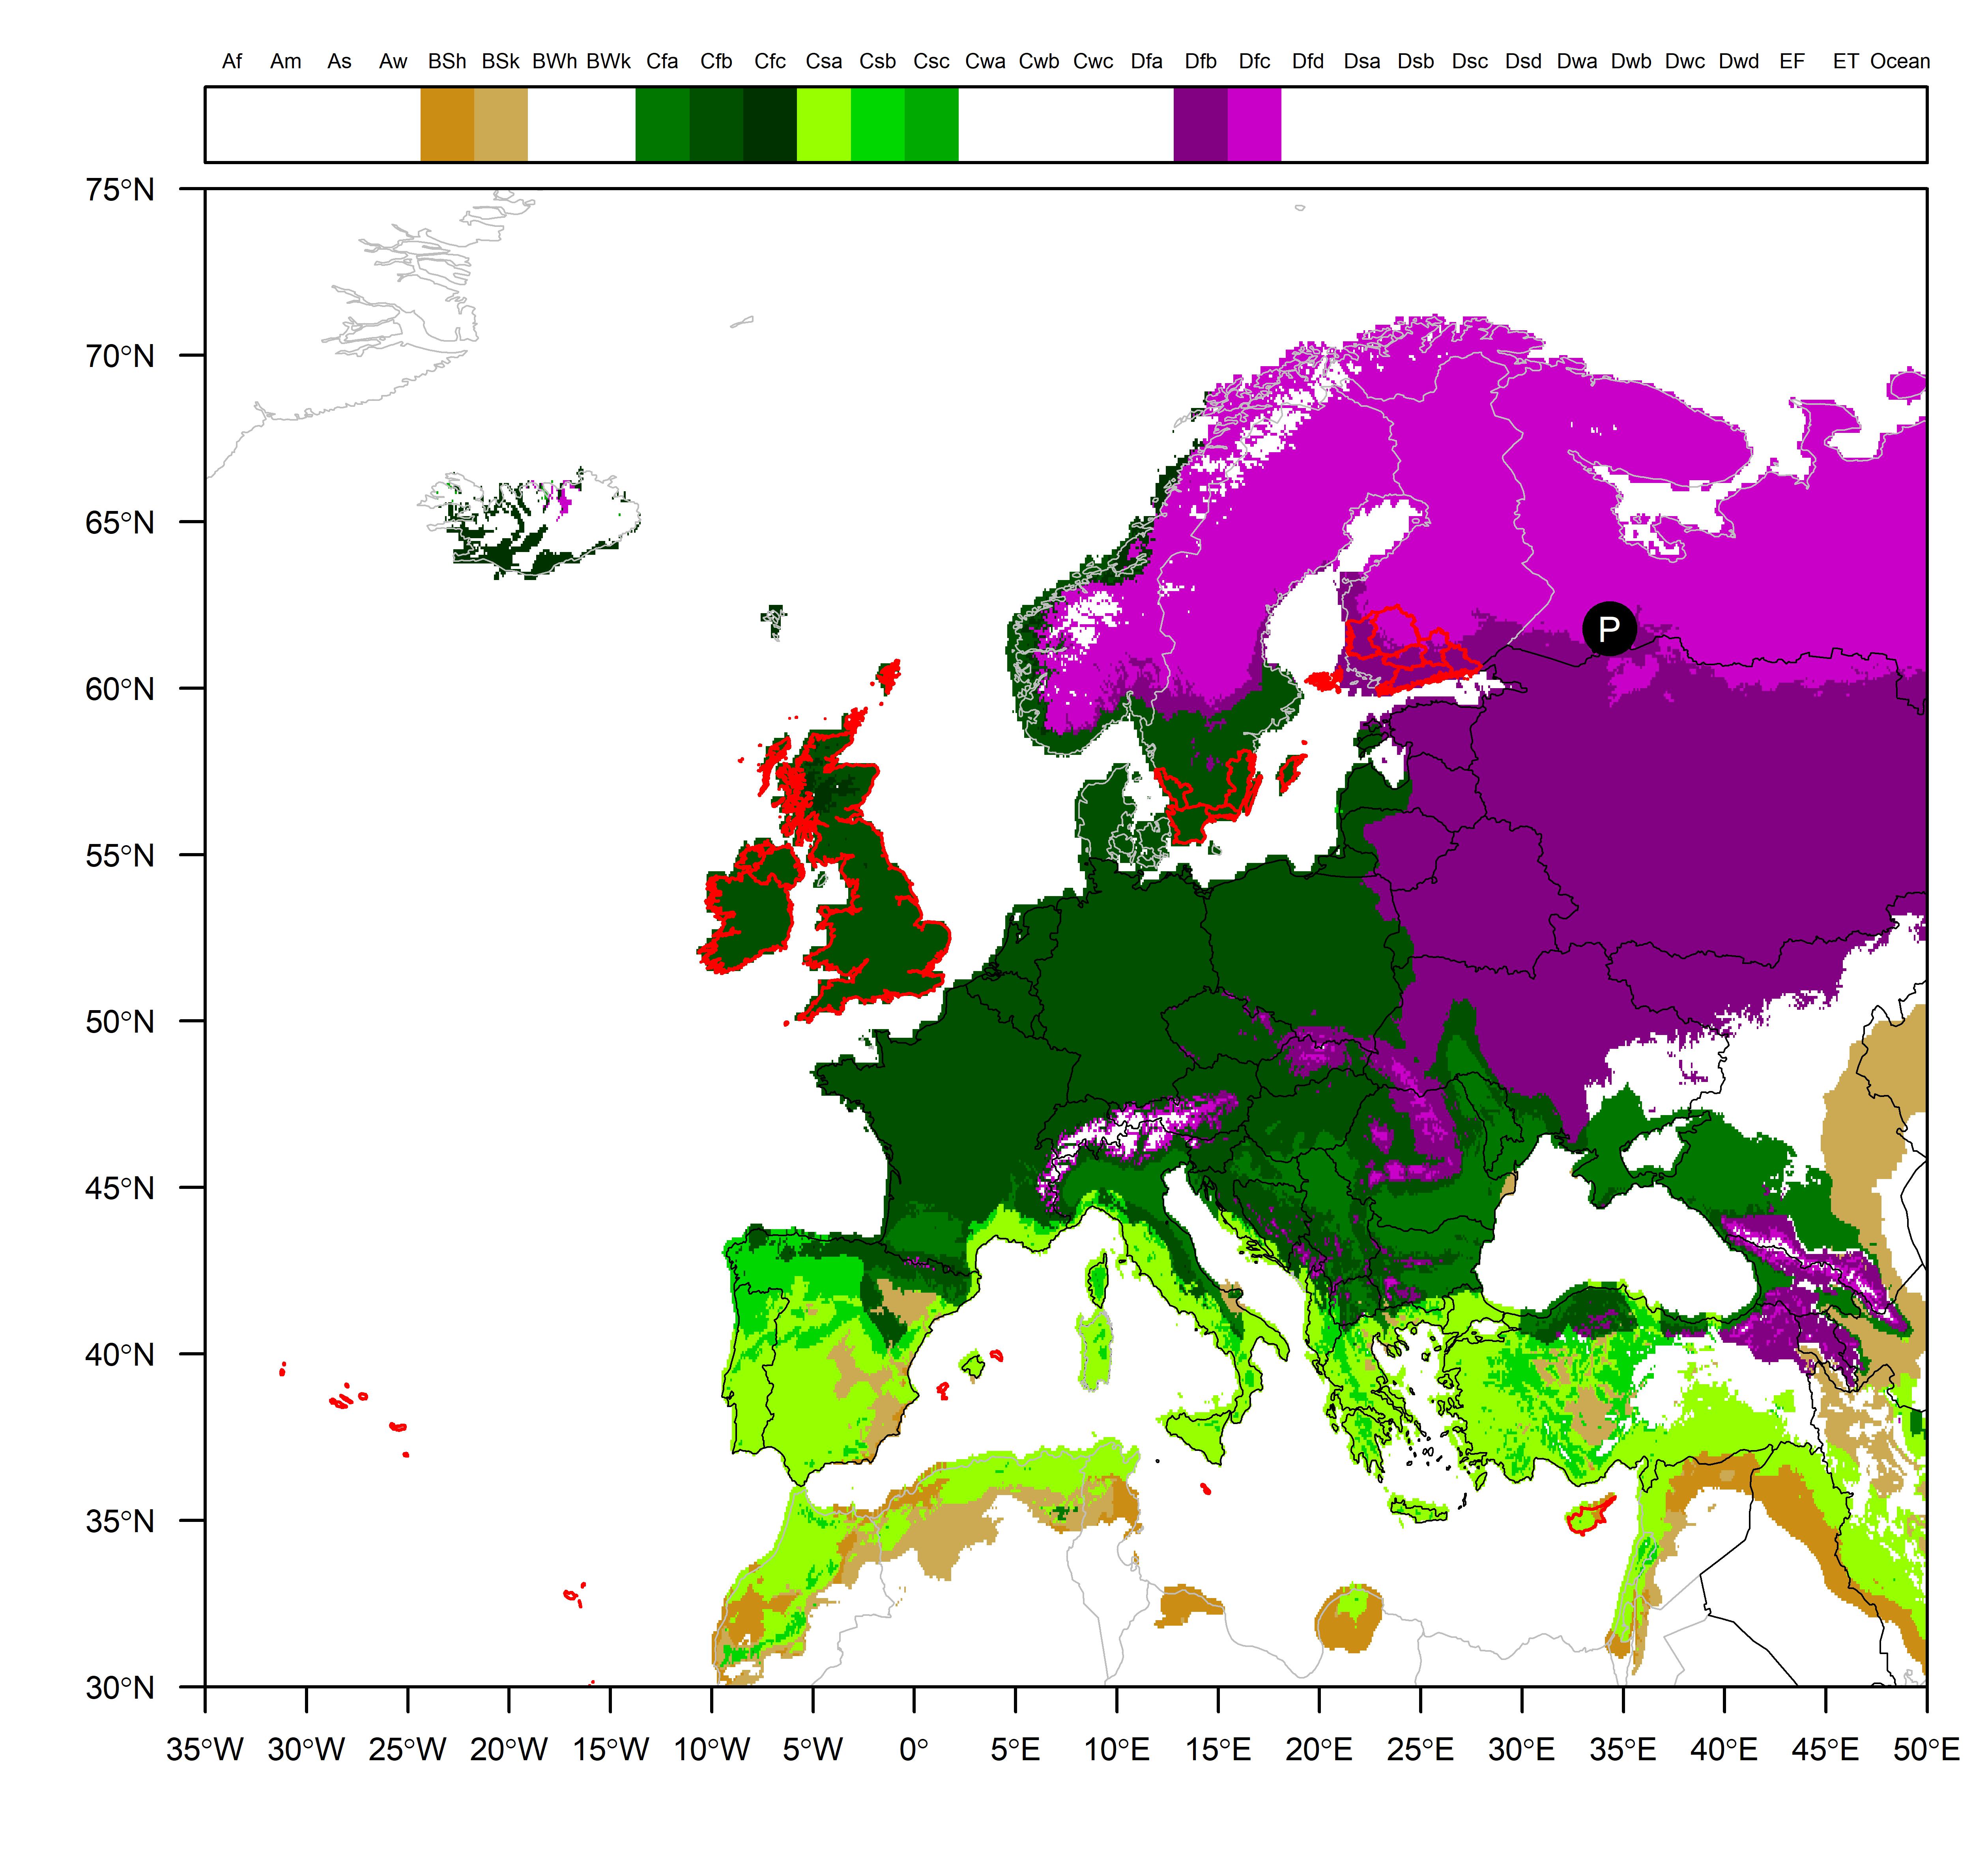 Af Am As Aw BSh BSk BWh BWk Cfa Cfb Cfc Csa Csb Csc Cwa Cwb Cwc Dfa Dfb Dfc Dfd Dsa Dsb Dsc Dsd Dwa Dwb Dwc Dwd EF ET Ocean
75°N
70°N
65°N
P
60°N
55°N
50°N
45°N
40°N
35°N
30°N
35°W 30°W 25°W 20°W 15°W 10°W 5°W 0° 5°E 10°E 15°E 20°E 25°E 30°E 35°E 40°E 45°E 50°E